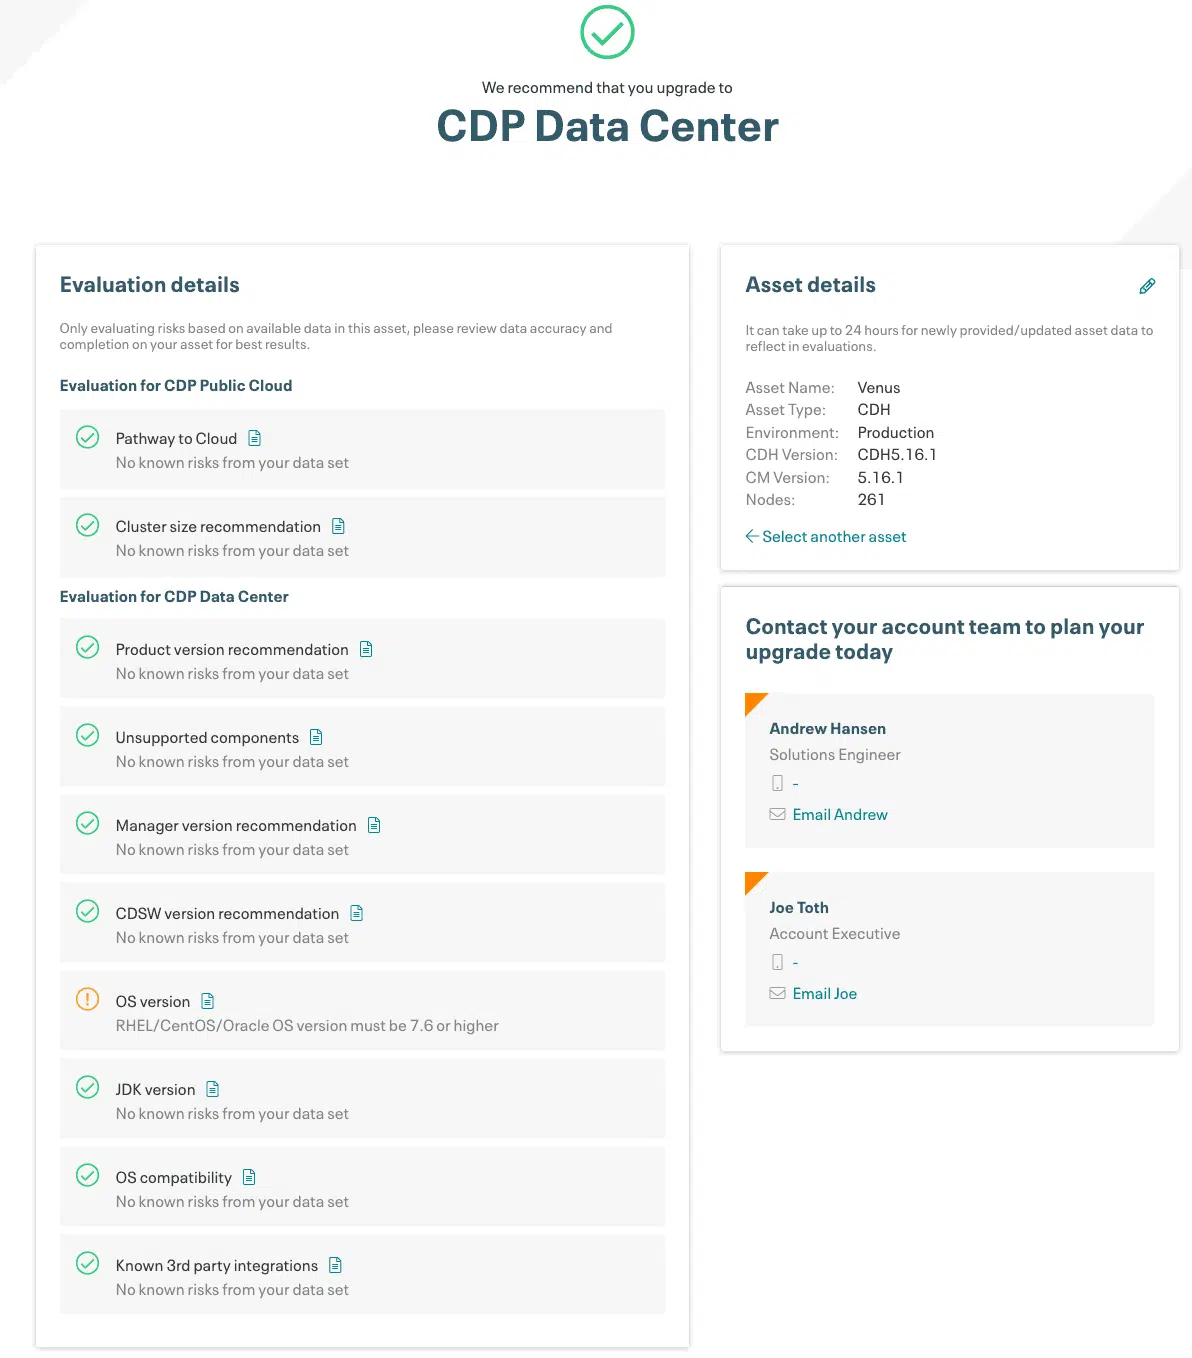 We recommend that you upgrade to
CDP Data Center
Evaluation details
Only evaluating risks based on available data in this asset, please review data accuracy and
completion on your asset for best results.
Evaluation for CDP Public Cloud
Pathway to Cloud
No known risks from your data set
Cluster size recommendation
No known risks from your data set
Evaluation for CDP Data Center
Product version recommendation
No known risks from your data set
Unsupported components
No known risks from your data set
Manager version recommendation
No known risks from your data set
CDSW version recommendation
No known risks from your data set
OS version
RHEL/CentOS/Oracle OS version must be 7.6 or higher
JDK version
No known risks from your data set
OS compatibility
No known risks from your data set
Known 3rd party integrations
No known risks from your data set
Asset details
It can take up to 24 hours for newly provided/updated asset data to
reflect in evaluations.
Asset Name: Venus
Asset Type: CDH
Environment: Production
CDH Version: CDH5.16.1
CM Version: 5.16.1
Nodes: 261
Select another asset
Contact your account team to plan your
upgrade today
Andrew Hansen
Solutions Engineer
-
Email Andrew
Joe Toth
Account Executive
-
Email Joe